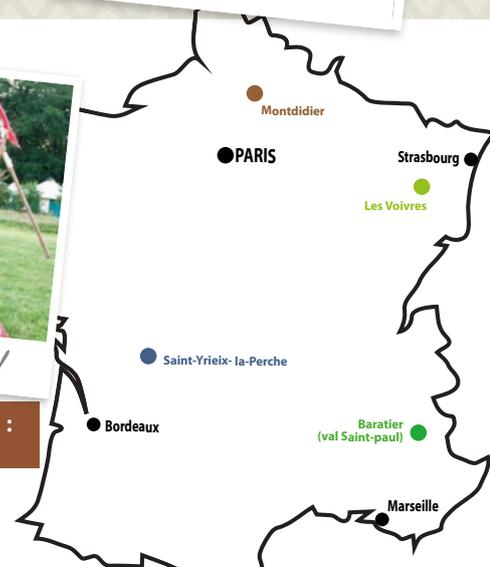 Montdidier
PARIS
Strasbourg
Les Voivres
Saint-Yrieix- la-Perche
Bordeaux
Baratier
(val Saint-paul)
Marseille
: